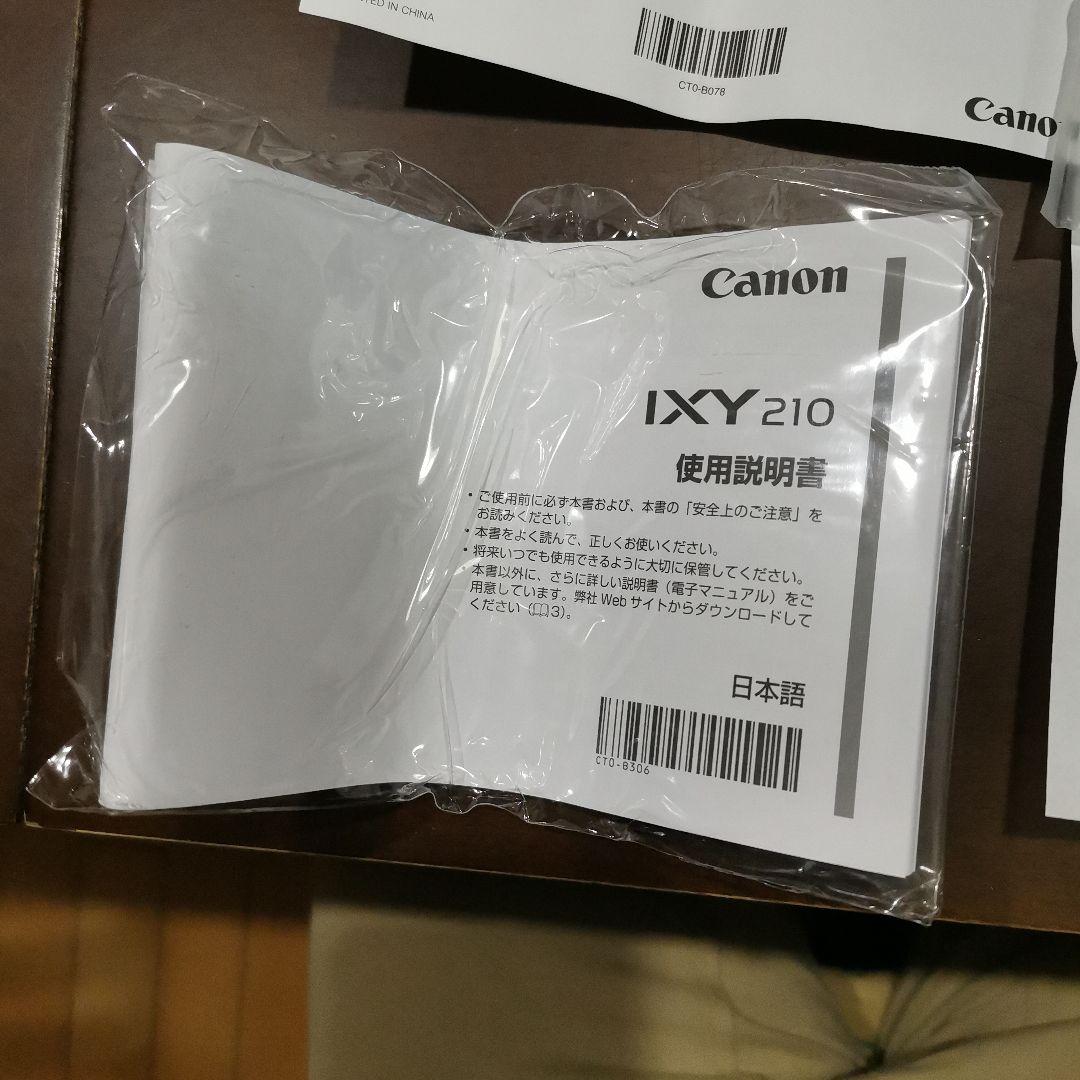 TED IN CHINA
CT0-B078
Cano
Canon
IXY 210
使用説明書
・ご使用前に必ず本書および、本書の「安全上のご注意」を
お読みください。
・本書をよく読んで、正しくお使いください。
・将来いつでも使用できるように大切に保管してください。
・本書以外に、さらに詳しい説明書（電子マニュアル）をご
用意しています。弊社 Web サイトからダウンロードして
ください（📖3）。
日本語
CT0-B306